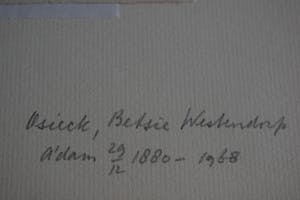 Osieck, Betsie Westendorp
A'dam 29/12 1880 - 1968